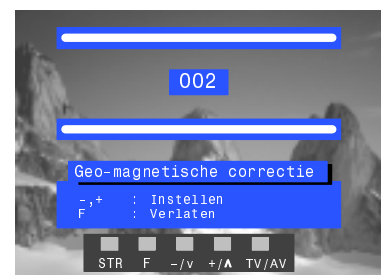 002
Geo-magnetische correctie
-,+ : Instellen
F : Verlaten
STR F -/v +/ʌ TV/AV